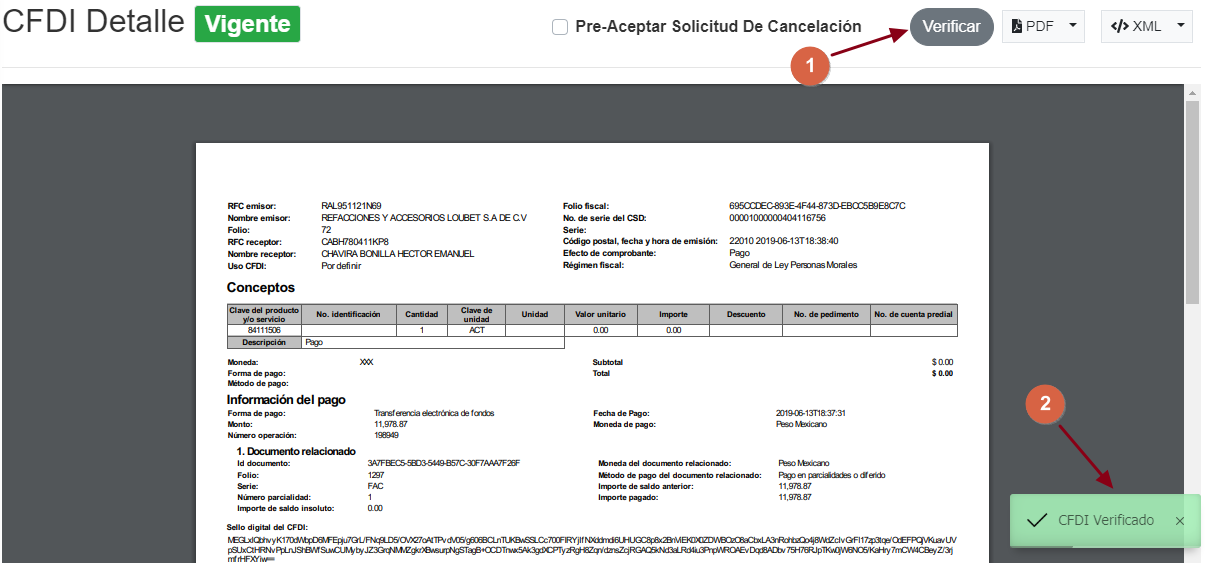 CFDI Detalle Vigente Pre-Aceptar Solicitud De Cancelación Verificar PDF XML
1
RFC emisor: RAL951121N69 Folio fiscal: 695CCDEC-893E-4F44-873D-EBCC5B9E8C7C
Nombre emisor: REFACCIONES Y ACCESORIOS LOUBET S.A DE C.V No. de serie del CSD: 00001000000404116756
Folio: 72 Serie:
RFC receptor: CABH780411KP8 Código postal, fecha y hora de emisión: 22010 2019-06-13T18:38:40
Nombre receptor: CHAVIRA BONILLA HECTOR EMANUEL Efecto de comprobante: Pago
Uso CFDI: Por definir Régimen fiscal: General de Ley Personas Morales
Conceptos
Clave del producto y/o servicio No. identificación Cantidad Clave de unidad Unidad Valor unitario Importe Descuento No. de pedimento No. de cuenta predial
84111506 1 ACT 0.00 0.00
Descripción Pago
Moneda: XXX Subtotal $ 0.00
Forma de pago: Total $ 0.00
Método de pago:
Información del pago
Forma de pago: Transferencia electrónica de fondos Fecha de Pago: 2019-06-13T18:37:31
Monto: 11,978.87 Moneda de pago: Peso Mexicano
Número operación: 198949
2
1. Documento relacionado
Id documento: 3A7FBEC5-5BD3-5449-B57C-30F7AAA7F26F Moneda del documento relacionado: Peso Mexicano
Folio: 1297 Método de pago del documento relacionado: Pago en parcialidades o diferido
Serie: FAC Importe de saldo anterior: 11,978.87
Número parcialidad: 1 Importe pagado: 11,978.87
Importe de saldo insoluto: 0.00
CFDI Verificado ×
Sello digital del CFDI: